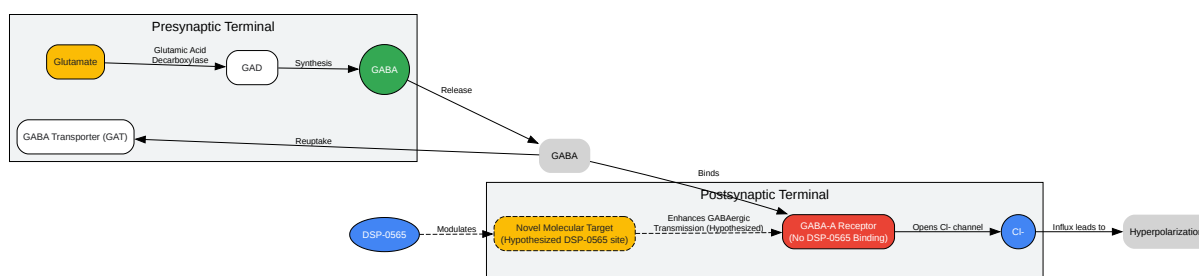 Presynaptic Terminal
Glutamate
Glutamic Acid
Decarboxylase
GAD
Synthesis
GABA
Release
GABA Transporter (GAT)
Reuptake
GABA
Binds
Postsynaptic Terminal
DSP-0565
Modulates
Novel Molecular Target
(Hypothesized DSP-0565 site)
Enhances GABAergic
Transmission (Hypothesized)
GABA-A Receptor
(No DSP-0565 Binding)
Opens Cl- channel
Cl-
Influx leads to
Hyperpolarization